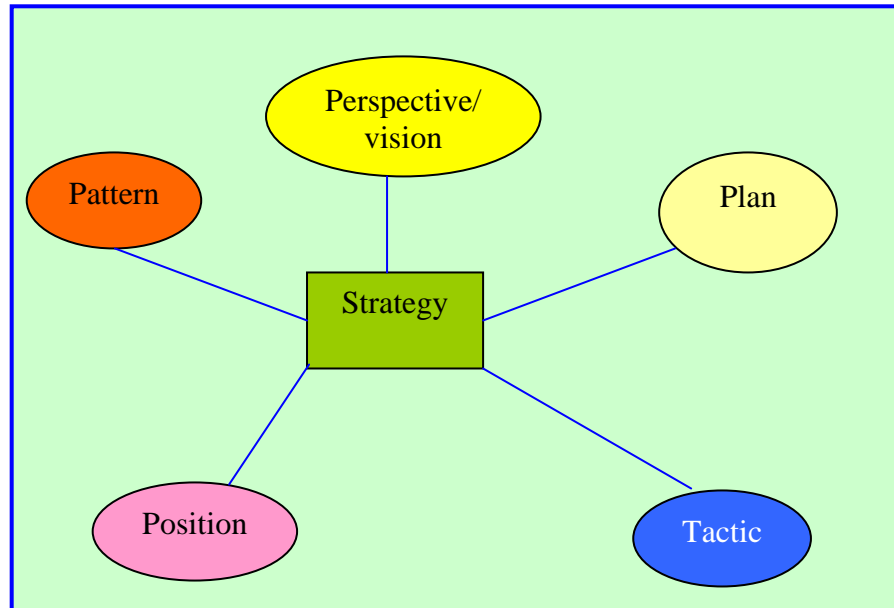 Perspective/
vision
Pattern
Plan
Strategy
Position
Tactic